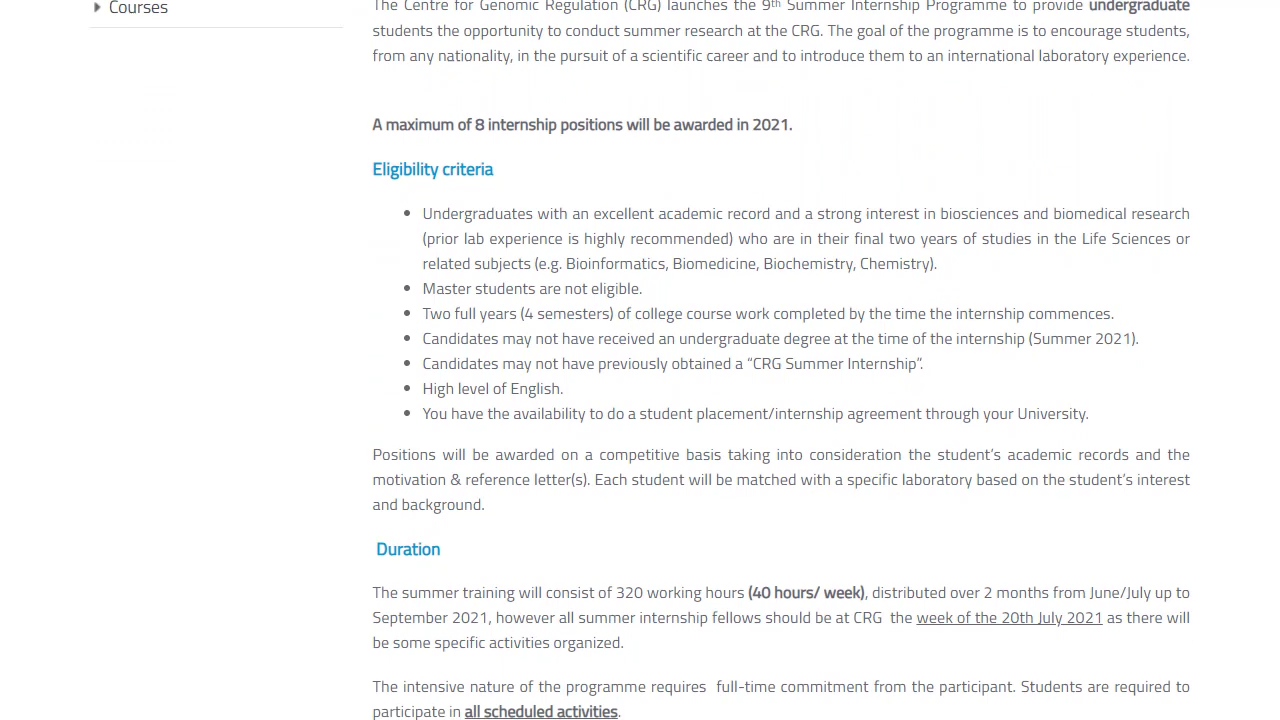 Courses
The Centre for Genomic Regulation (CRG) launches the 9th Summer Internship Programme to provide undergraduate
students the opportunity to conduct summer research at the CRG. The goal of the programme is to encourage students,
from any nationality, in the pursuit of a scientific career and to introduce them to an international laboratory experience.
A maximum of 8 internship positions will be awarded in 2021.
Eligibility criteria
Undergraduates with an excellent academic record and a strong interest in biosciences and biomedical research
(prior lab experience is highly recommended) who are in their final two years of studies in the Life Sciences or
related subjects (e.g. Bioinformatics, Biomedicine, Biochemistry, Chemistry).
Master students are not eligible.
Two full years (4 semesters) of college course work completed by the time the internship commences.
Candidates may not have received an undergraduate degree at the time of the internship (Summer 2021).
Candidates may not have previously obtained a “CRG Summer Internship”.
High level of English.
You have the availability to do a student placement/internship agreement through your University.
Positions will be awarded on a competitive basis taking into consideration the student’s academic records and the
motivation & reference letter(s). Each student will be matched with a specific laboratory based on the student’s interest
and background.
Duration
The summer training will consist of 320 working hours (40 hours/ week), distributed over 2 months from June/July up to
September 2021, however all summer internship fellows should be at CRG the week of the 20th July 2021 as there will
be some specific activities organized.
The intensive nature of the programme requires full-time commitment from the participant. Students are required to
participate in all scheduled activities.